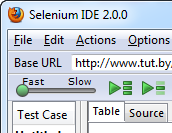 Selenium IDE 2.0.0
File Edit Actions Options
Base URL http://www.tut.by
Fast Slow
Test Case Table Source